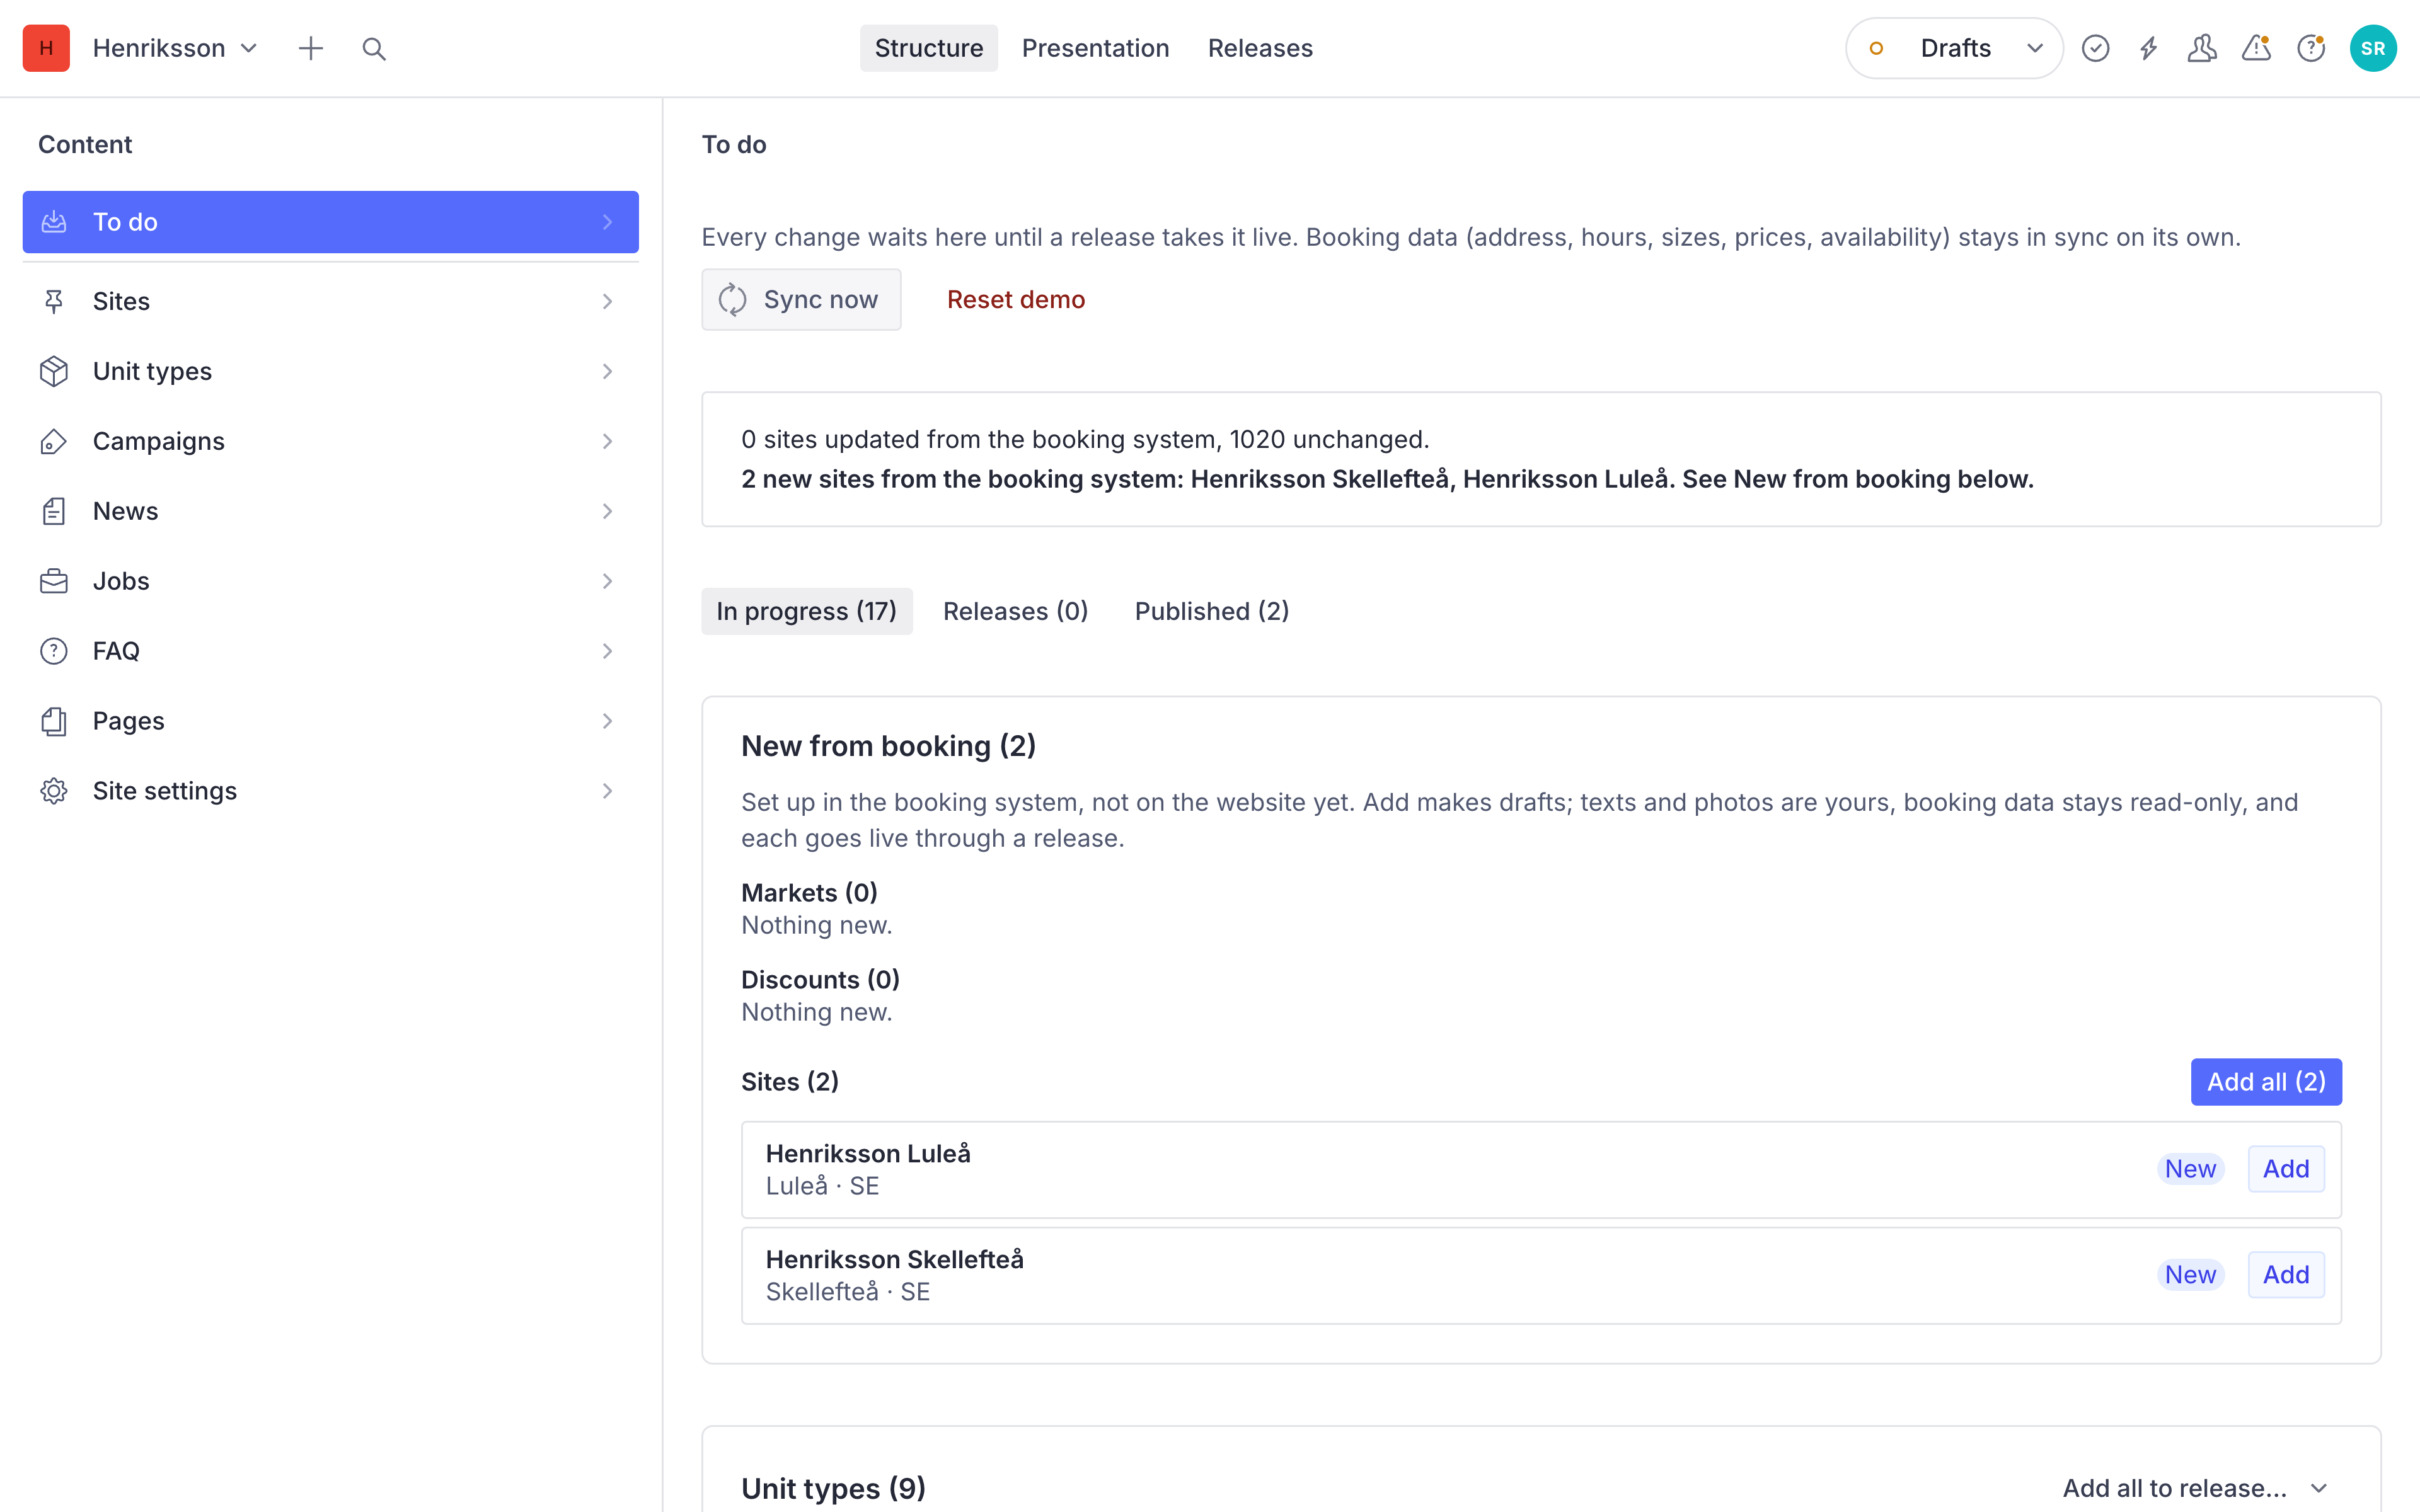 H Henriksson
Structure Presentation Releases
Drafts
SR
Content
To do
Sites
Unit types
Campaigns
News
Jobs
FAQ
Pages
Site settings
To do
Every change waits here until a release takes it live. Booking data (address, hours, sizes, prices, availability) stays in sync on its own.
Sync now Reset demo
0 sites updated from the booking system, 1020 unchanged.
2 new sites from the booking system: Henriksson Skellefteå, Henriksson Luleå. See New from booking below.
In progress (17) Releases (0) Published (2)
New from booking (2)
Set up in the booking system, not on the website yet. Add makes drafts; texts and photos are yours, booking data stays read-only, and
each goes live through a release.
Markets (0)
Nothing new.
Discounts (0)
Nothing new.
Sites (2) Add all (2)
Henriksson Luleå
Luleå · SE
New Add
Henriksson Skellefteå
Skellefteå · SE
New Add
Unit types (9) Add all to release...